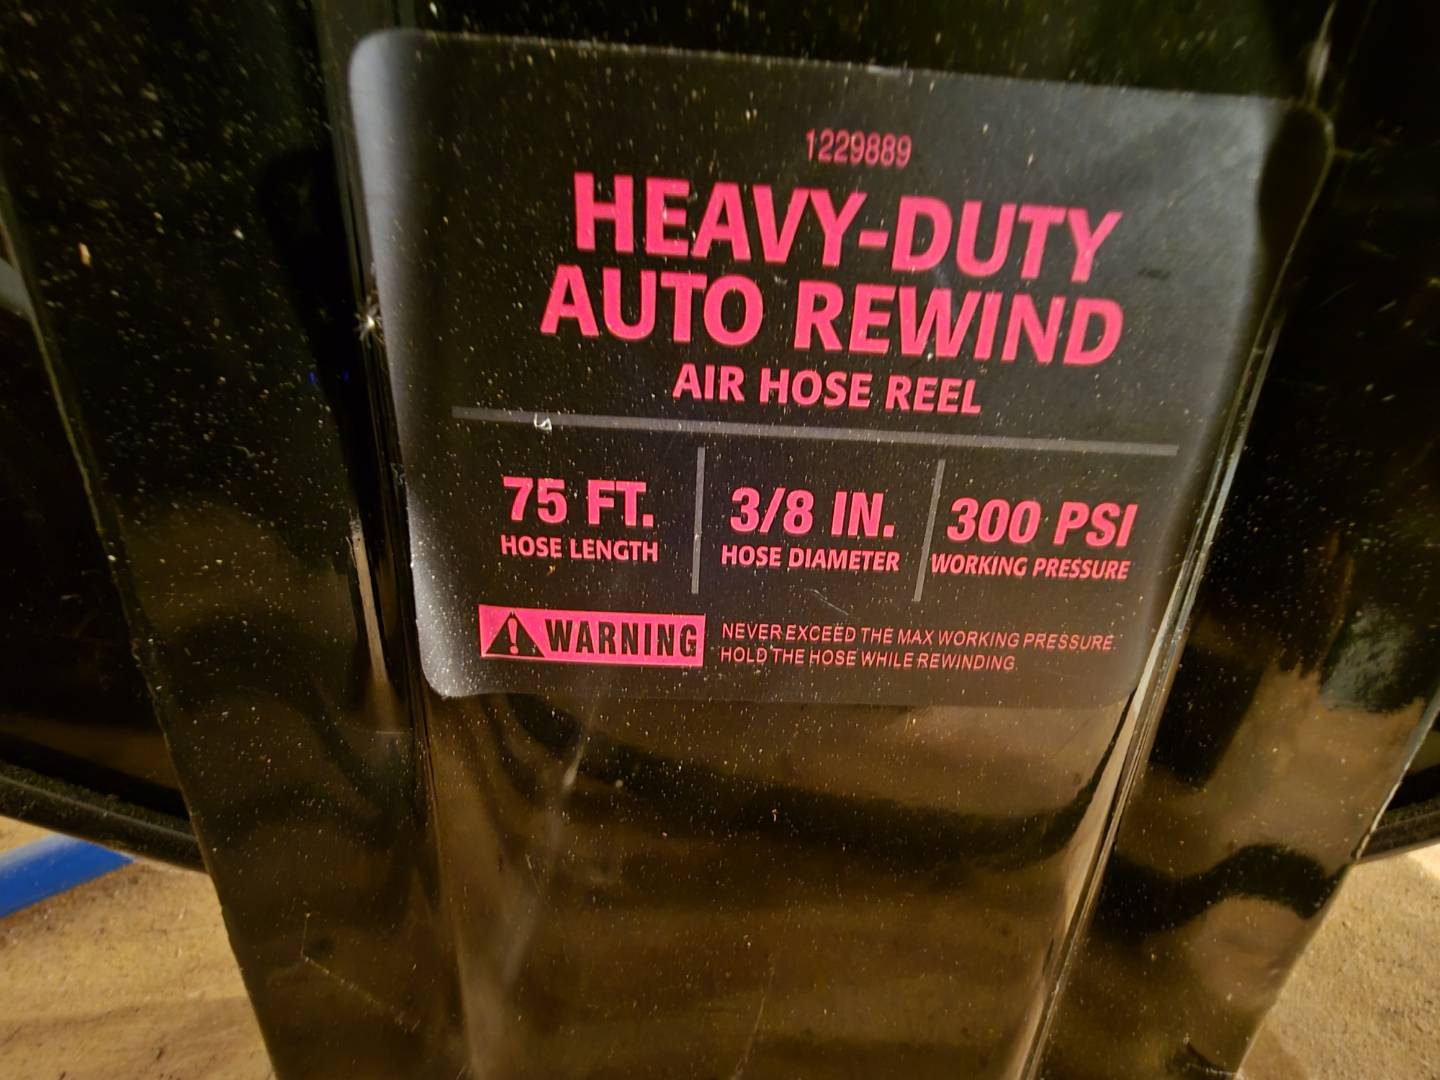 1229889
HEAVY-DUTY
AUTO REWIND
AIR HOSE REEL
75 FT.
HOSE LENGTH
3/8 IN.
HOSE DIAMETER
300 PSI
WORKING PRESSURE
WARNING
NEVER EXCEED THE MAX WORKING PRESSURE.
HOLD THE HOSE WHILE REWINDING.